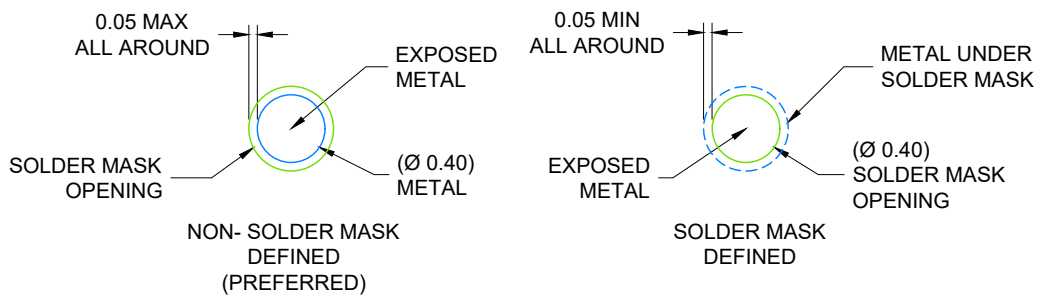 0.05 MAX
ALL AROUND
EXPOSED
METAL
SOLDER MASK
OPENING
(Ø 0.40)
METAL
NON- SOLDER MASK
DEFINED
(PREFERRED)
0.05 MIN
ALL AROUND
METAL UNDER
SOLDER MASK
EXPOSED
METAL
(Ø 0.40)
SOLDER MASK
OPENING
SOLDER MASK
DEFINED